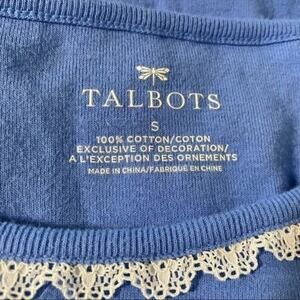 TALBOTS
S
100% COTTON/COTON
EXCLUSIVE OF DECORATION/
A L'EXCEPTION DES ORNEMENTS
MADE IN CHINA/FABRIQUÉ EN CHINE